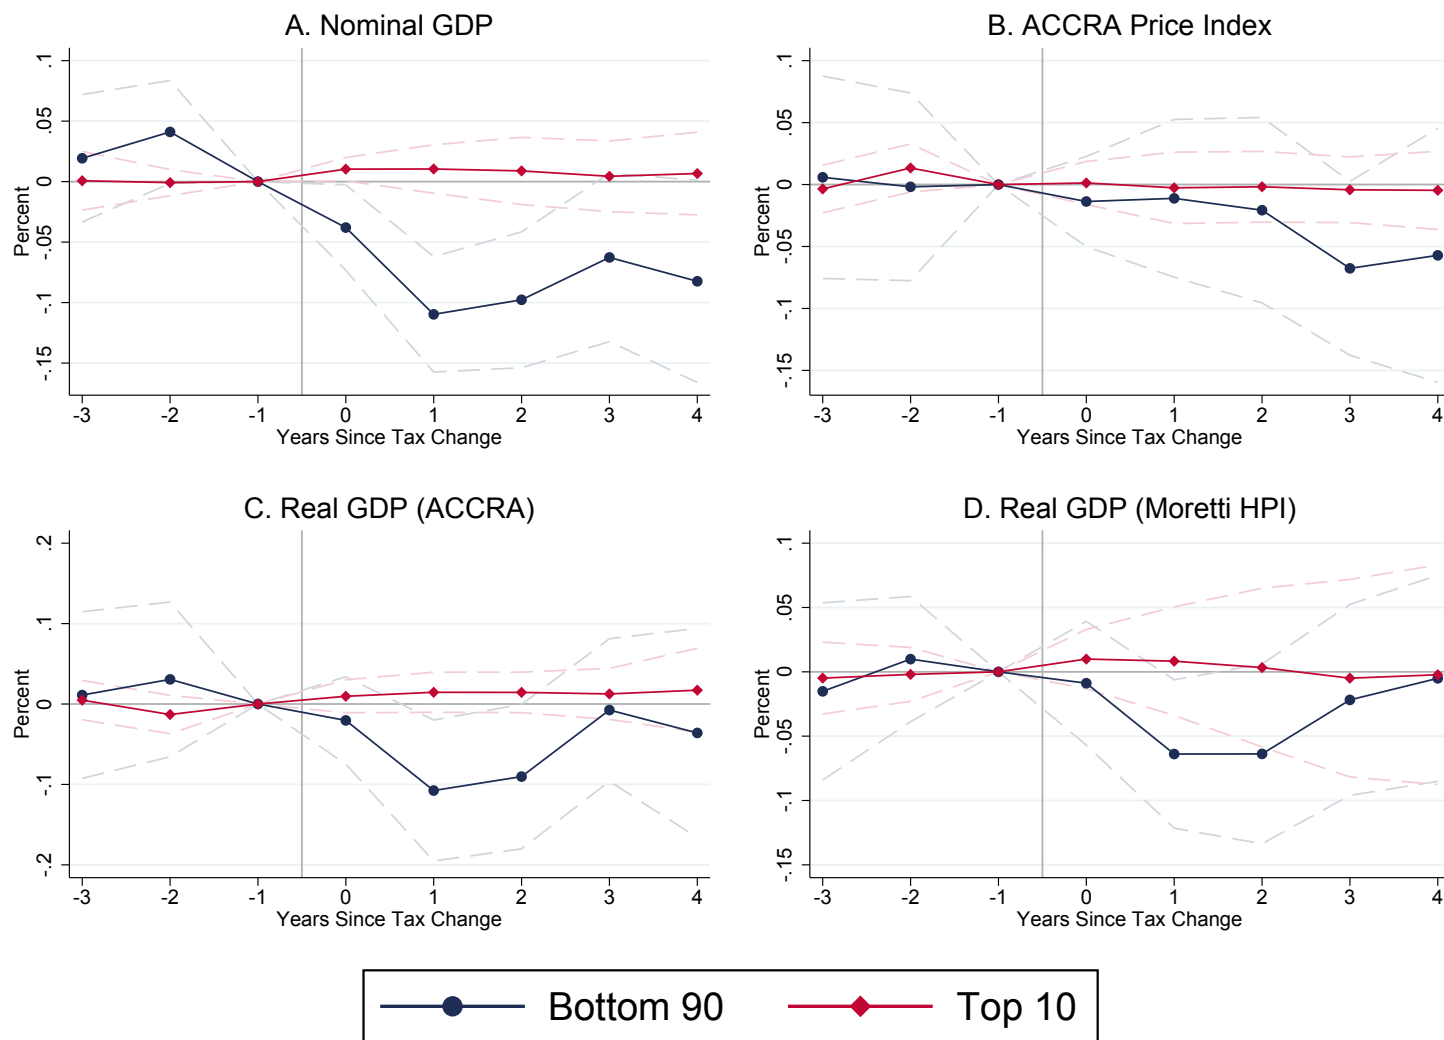 A. Nominal GDP
Percent
.1
.05
0
-.05
-.1
-.15
-3 -2 -1 0 1 2 3 4
Years Since Tax Change
B. ACCRA Price Index
Percent
.1
.05
0
-.05
-.1
-.15
-3 -2 -1 0 1 2 3 4
Years Since Tax Change
C. Real GDP (ACCRA)
Percent
.2
.1
0
-.1
-.2
-3 -2 -1 0 1 2 3 4
Years Since Tax Change
D. Real GDP (Moretti HPI)
Percent
.1
.05
0
-.05
-.1
-.15
-3 -2 -1 0 1 2 3 4
Years Since Tax Change
Bottom 90 Top 10